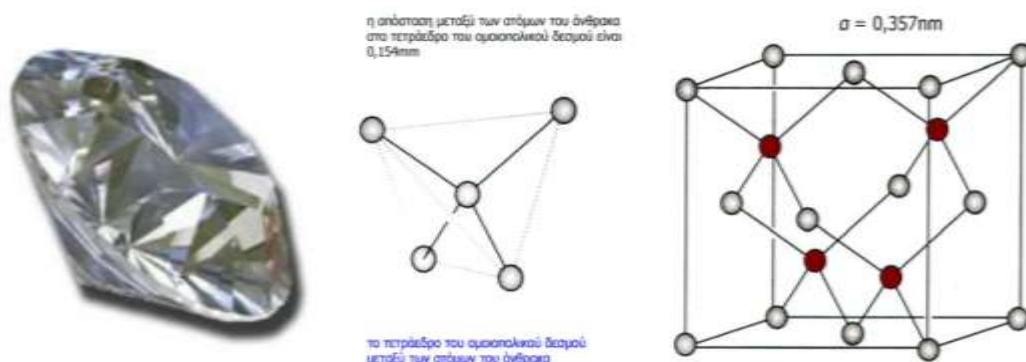 η απόσταση μεταξύ των ατόμων του άνθρακα
στο τετράεδρο του ομοιοπολικού δεσμού είναι
0,154mm
a = 0,357nm
το τετράεδρο του ομοιοπολικού δεσμού
μεταξύ των ατόμων του άνθρακα